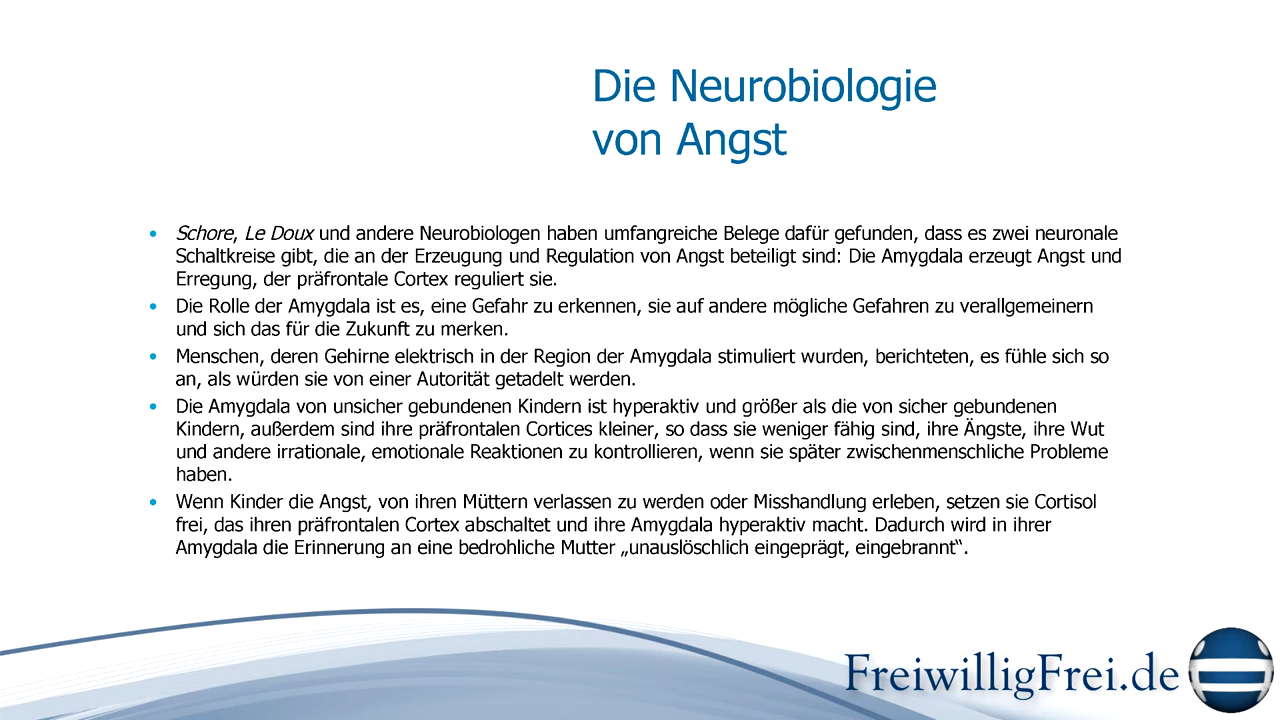 Die Neurobiologie
von Angst
• Schore, Le Doux und andere Neurobiologen haben umfangreiche Belege dafür gefunden, dass es zwei neuronale
Schaltkreise gibt, die an der Erzeugung und Regulation von Angst beteiligt sind: Die Amygdala erzeugt Angst und
Erregung, der präfrontale Cortex reguliert sie.
• Die Rolle der Amygdala ist es, eine Gefahr zu erkennen, sie auf andere mögliche Gefahren zu verallgemeinern
und sich das für die Zukunft zu merken.
• Menschen, deren Gehirne elektrisch in der Region der Amygdala stimuliert wurden, berichteten, es fühle sich so
an, als würden sie von einer Autorität getadelt werden.
• Die Amygdala von unsicher gebundenen Kindern ist hyperaktiv und größer als die von sicher gebundenen
Kindern, außerdem sind ihre präfrontalen Cortices kleiner, so dass sie weniger fähig sind, ihre Ängste, ihre Wut
und andere irrationale, emotionale Reaktionen zu kontrollieren, wenn sie später zwischenmenschliche Probleme
haben.
• Wenn Kinder die Angst, von ihren Müttern verlassen zu werden oder Misshandlung erleben, setzen sie Cortisol
frei, das ihren präfrontalen Cortex abschaltet und ihre Amygdala hyperaktiv macht. Dadurch wird in ihrer
Amygdala die Erinnerung an eine bedrohliche Mutter „unauslöschlich eingeprägt, eingebrannt“.
FreiwilligFrei.de